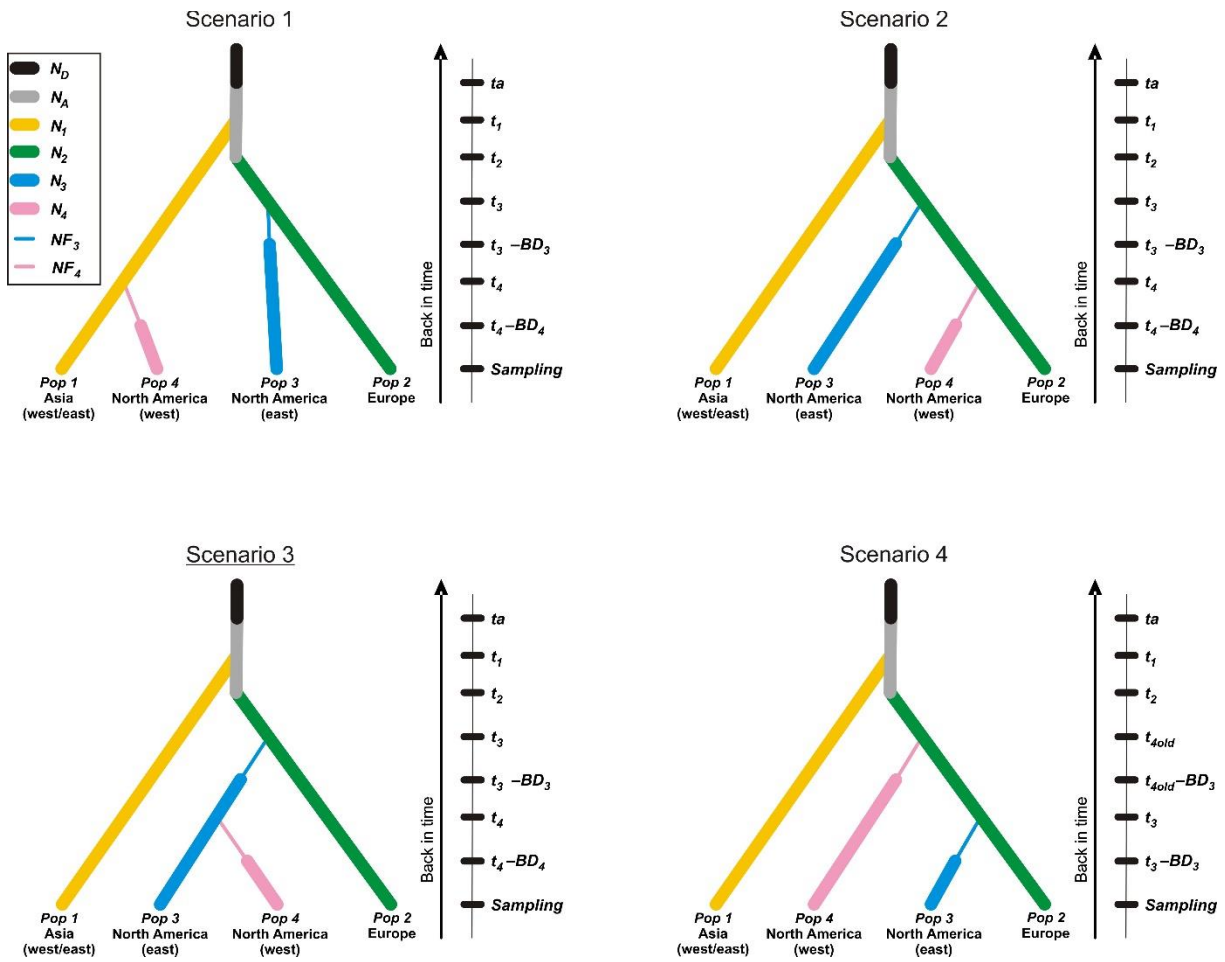 Scenario 1
N_D
N_A
N_1
N_2
N_3
N_4
NF_3
NF_4
Back in time
ta
t_1
t_2
t_3
t_3 –BD_3
t_4
t_4–BD_4
Sampling
Pop 1
Asia
(west/east)
Pop 4
North America
(west)
Pop 3
North America
(east)
Pop 2
Europe
Scenario 2
Back in time
ta
t_1
t_2
t_3
t_3 –BD_3
t_4
t_4–BD_4
Sampling
Pop 1
Asia
(west/east)
Pop 3
North America
(east)
Pop 4
North America
(west)
Pop 2
Europe
Scenario 3
Back in time
ta
t_1
t_2
t_3
t_3 –BD_3
t_4
t_4–BD_4
Sampling
Pop 1
Asia
(west/east)
Pop 3
North America
(east)
Pop 4
North America
(west)
Pop 2
Europe
Scenario 4
Back in time
ta
t_1
t_2
t_4old
t_4old–BD_3
t_3
t_3–BD_3
Sampling
Pop 1
Asia
(west/east)
Pop 4
North America
(west)
Pop 3
North America
(east)
Pop 2
Europe